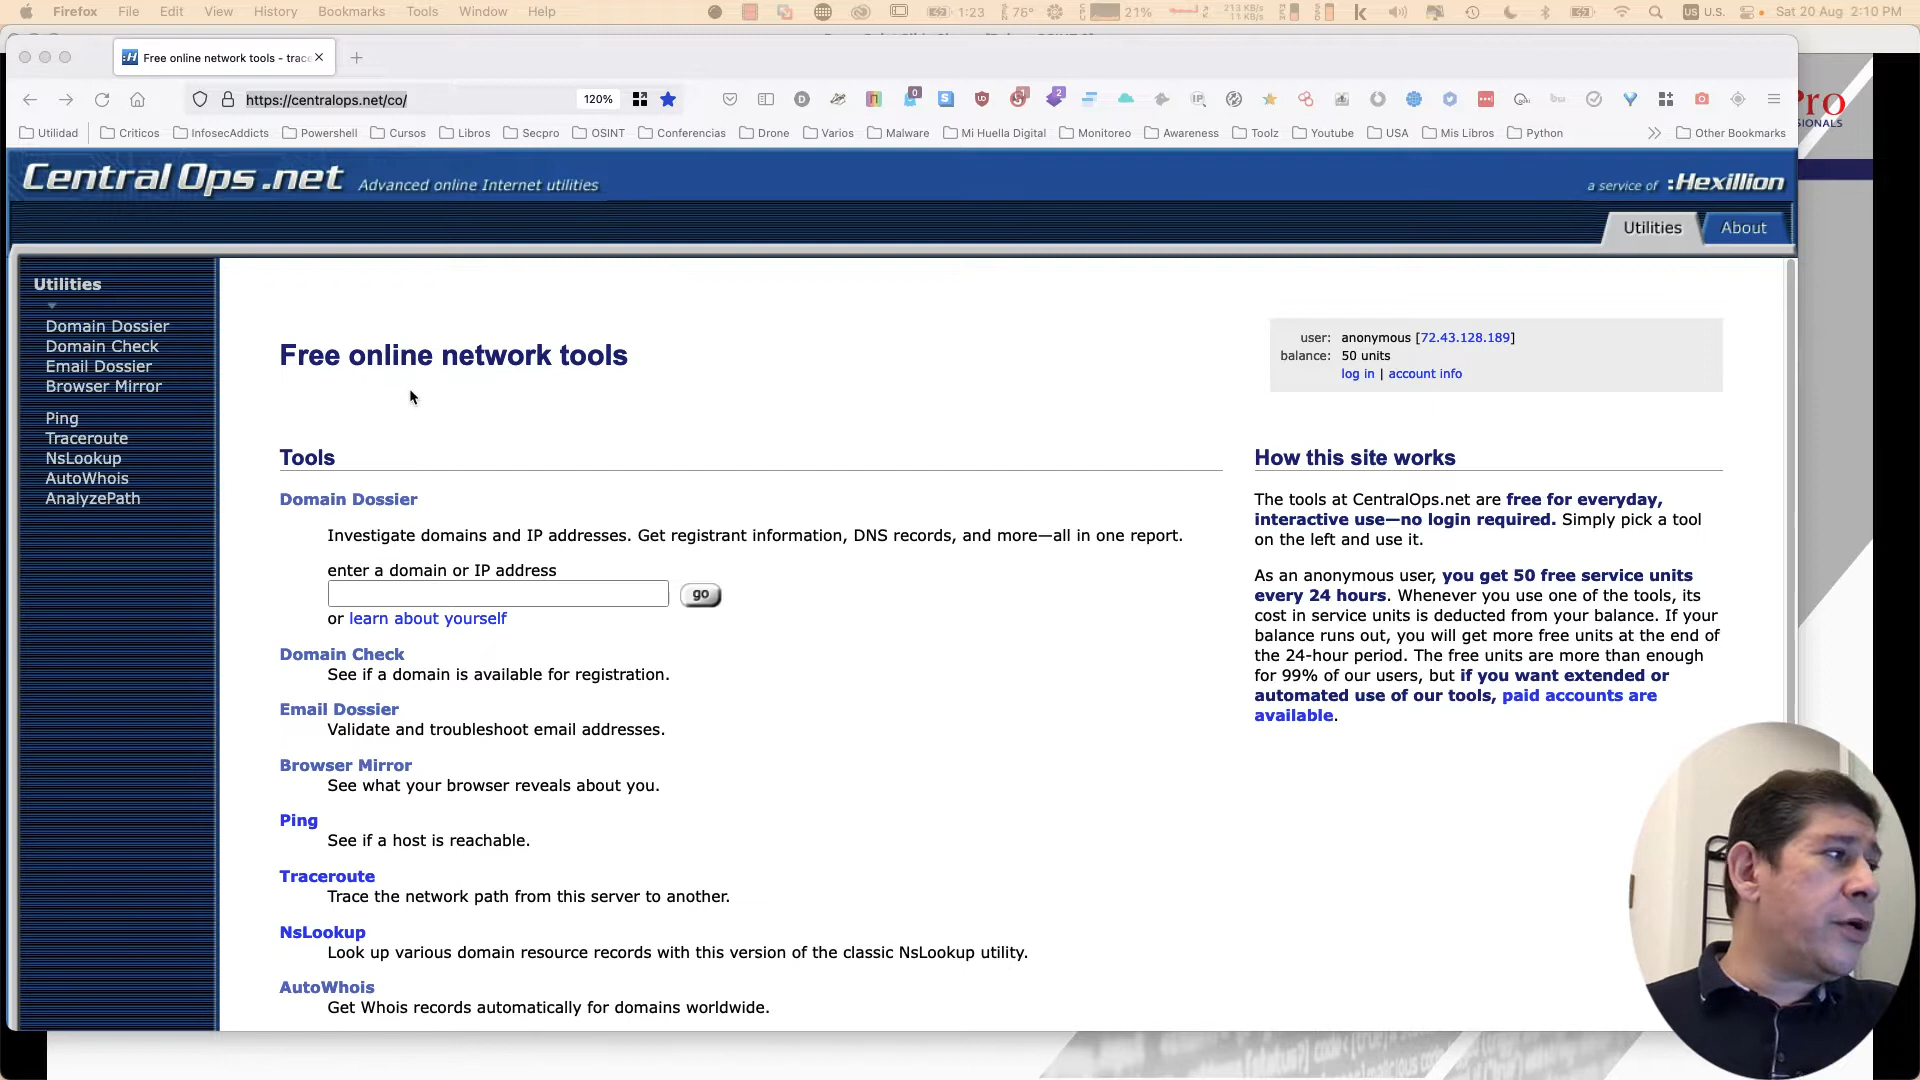 Firefox File Edit View History Bookmarks Tools Window Help
1:23 76° 21% 213 KB/s 11 KB/s U.S. Sat 20 Aug 2:10 PM
Free online network tools - trac
https://centralops.net/co/ 120%
Utilidad Criticos InfosecAddicts Powershell Cursos Libros Secpro OSINT Conferencias Drone Varios Malware Mi Huella Digital Monitoreo Awareness Toolz Youtube USA Mis Libros Python Other Bookmarks
Pro
SIONALS
CentralOps.net Advanced online Internet utilities
a service of :Hexillion
Utilities About
Utilities
Domain Dossier
Domain Check
Email Dossier
Browser Mirror
Ping
Traceroute
NsLookup
AutoWhois
AnalyzePath
Free online network tools
user: anonymous [72.43.128.189]
balance: 50 units
log in | account info
Tools
Domain Dossier
Investigate domains and IP addresses. Get registrant information, DNS records, and more—all in one report.
enter a domain or IP address
go
or learn about yourself
Domain Check
See if a domain is available for registration.
Email Dossier
Validate and troubleshoot email addresses.
Browser Mirror
See what your browser reveals about you.
Ping
See if a host is reachable.
Traceroute
Trace the network path from this server to another.
NsLookup
Look up various domain resource records with this version of the classic NsLookup utility.
AutoWhois
Get Whois records automatically for domains worldwide.
How this site works
The tools at CentralOps.net are free for everyday,
interactive use—no login required. Simply pick a tool
on the left and use it.
As an anonymous user, you get 50 free service units
every 24 hours. Whenever you use one of the tools, its
cost in service units is deducted from your balance. If your
balance runs out, you will get more free units at the end of
the 24-hour period. The free units are more than enough
for 99% of our users, but if you want extended or
automated use of our tools, paid accounts are
available.